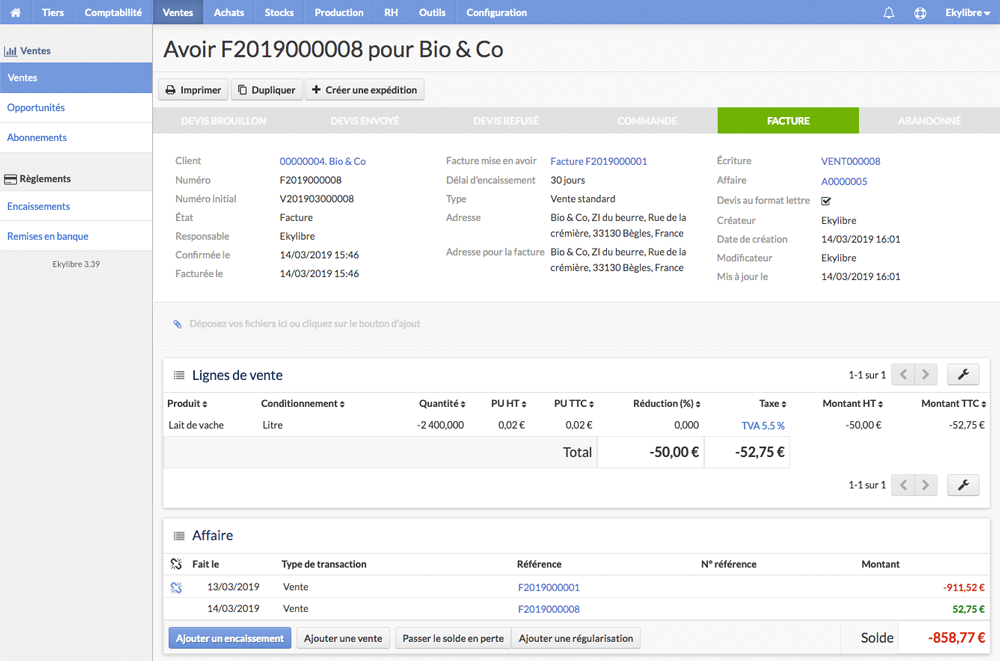 Tiers Comptabilité Ventes Achats Stocks Production RH Outils Configuration Ekylibre
Ventes
Ventes
Opportunités
Abonnements
Règlements
Encaissements
Remises en banque
Ekylibre 3.39
Avoir F2019000008 pour Bio & Co
Imprimer Dupliquer Créer une expédition
DEVIS BROUILLON DEVIS ENVOYÉ DEVIS REFUSÉ COMMANDE FACTURE ABANDONNÉ
Client 00000004. Bio & Co
Numéro F2019000008
Numéro initial V201903000008
État Facture
Responsable Ekylibre
Confirmée le 14/03/2019 15:46
Facturée le 14/03/2019 15:46
Facture mise en avoir Facture F2019000001
Délai d'encaissement 30 jours
Type Vente standard
Adresse Bio & Co, ZI du beurre, Rue de la
crémière, 33130 Bègles, France
Adresse pour la facture Bio & Co, ZI du beurre, Rue de la
crémière, 33130 Bègles, France
Écriture VENT000008
Affaire A0000005
Devis au format lettre
Créateur Ekylibre
Date de création 14/03/2019 16:01
Modificateur Ekylibre
Mis à jour le 14/03/2019 16:01
Déposez vos fichiers ici ou cliquez sur le bouton d'ajout
Lignes de vente 1-1 sur 1
Produit Conditionnement Quantité PU HT PU TTC Réduction (%) Taxe Montant HT Montant TTC
Lait de vache Litre -2 400,000 0,02 € 0,02 € 0,000 TVA 5.5 % -50,00 € -52,75 €
Total -50,00 € -52,75 €
1-1 sur 1
Affaire
Fait le Type de transaction Référence N° référence Montant
13/03/2019 Vente F2019000001 -911,52 €
14/03/2019 Vente F2019000008 52,75 €
Ajouter un encaissement Ajouter une vente Passer le solde en perte Ajouter une régularisation Solde -858,77 €